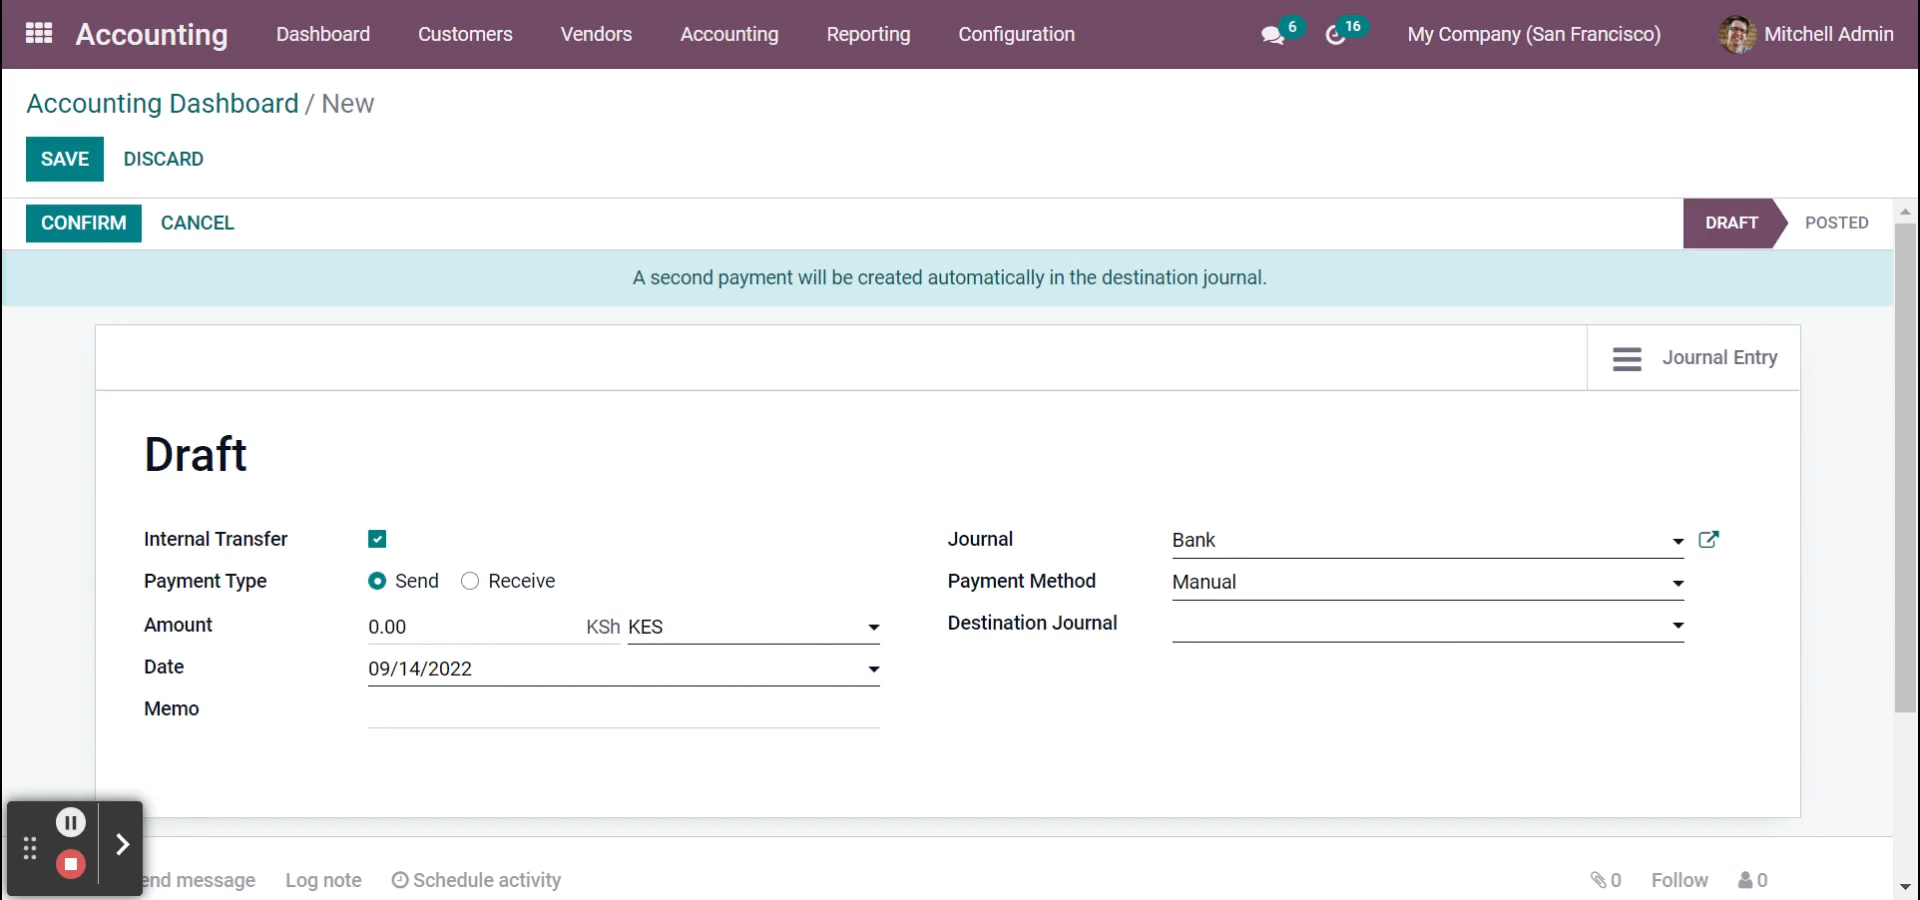 Accounting Dashboard Customers Vendors Accounting Reporting Configuration 6 16 My Company (San Francisco) Mitchell Admin
Accounting Dashboard / New
SAVE DISCARD
CONFIRM CANCEL DRAFT POSTED
A second payment will be created automatically in the destination journal.
Journal Entry
Draft
Internal Transfer Journal Bank
Payment Type Send Receive Payment Method Manual
Amount 0.00 KSh KES Destination Journal
Date 09/14/2022
Memo
end message Log note Schedule activity 0 Follow 0